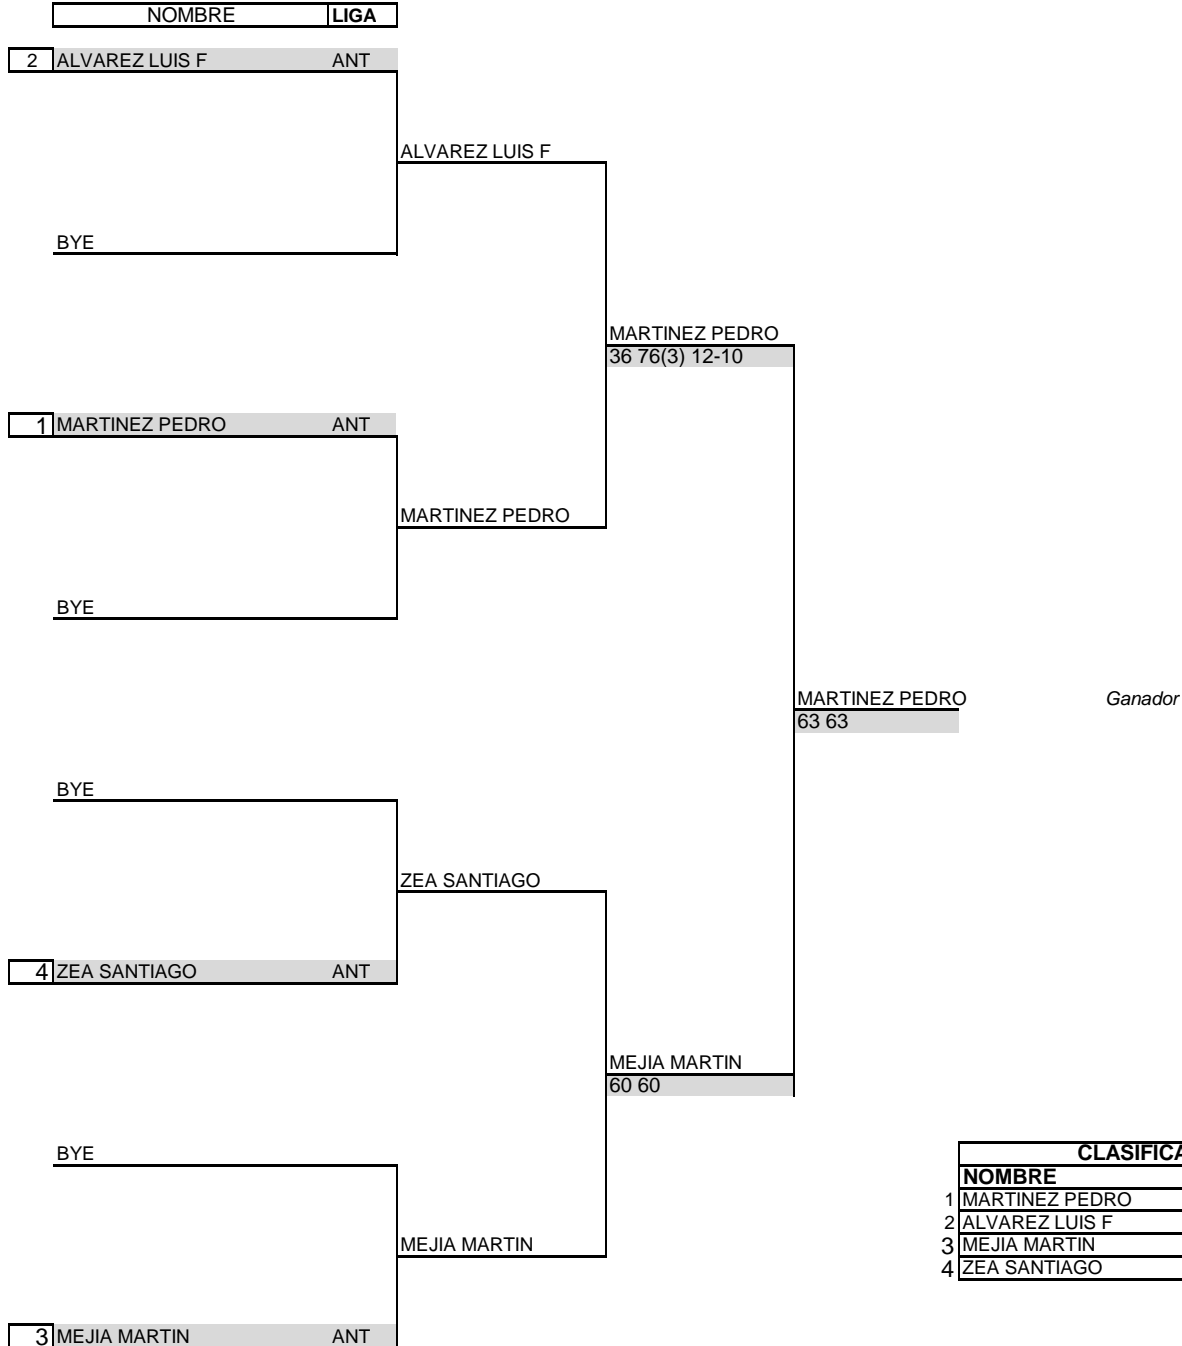 NOMBRE LIGA
2 ALVAREZ LUIS F ANT
ALVAREZ LUIS F
BYE
MARTINEZ PEDRO
36 76(3) 12-10
1 MARTINEZ PEDRO ANT
MARTINEZ PEDRO
BYE
MARTINEZ PEDRO Ganador
63 63
BYE
ZEA SANTIAGO
4 ZEA SANTIAGO ANT
MEJIA MARTIN
60 60
BYE
CLASIFICA
NOMBRE
1 MARTINEZ PEDRO
2 ALVAREZ LUIS F
MEJIA MARTIN
3 MEJIA MARTIN
4 ZEA SANTIAGO
3 MEJIA MARTIN ANT